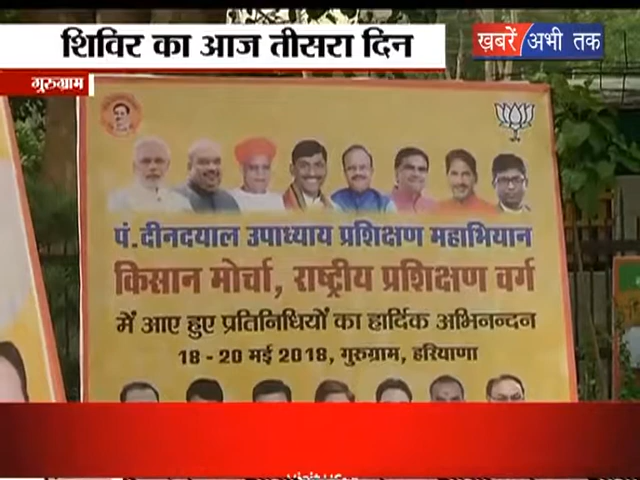 शिविर का आज तीसरा दिन
ख़बरें अभी तक
गुरुग्राम
पं.दीनदयाल उपाध्याय प्रशिक्षण महाभियान
किसान मोर्चा, राष्ट्रीय प्रशिक्षण वर्ग
में आए हुए प्रतिनिधियों का हार्दिक अभिनन्दन
18 - 20 मई 2018, गुरुग्राम, हरियाणा